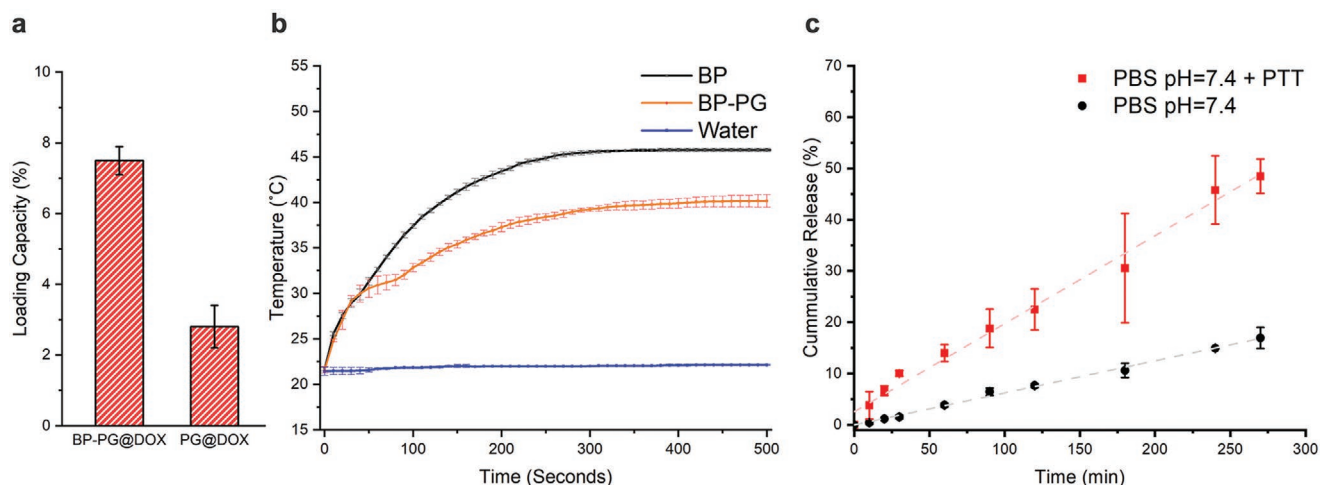 a
10
8
6
4
2
0
Loading Capacity (%)
BP-PG@DOX PG@DOX
b
55
50
45
40
35
30
25
20
15
Temperature (°C)
BP
BP-PG
Water
0 100 200 300 400 500
Time (Seconds)
c
70
60
50
40
30
20
10
0
Cummulative Release (%)
PBS pH=7.4 + PTT
PBS pH=7.4
0 50 100 150 200 250 300
Time (min)